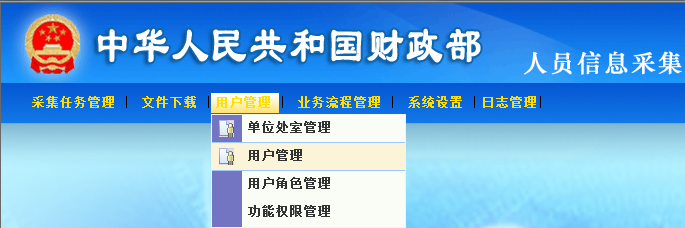 中华人民共和国财政部
人员信息采集
采集任务管理 | 文件下载 | 用户管理 | 业务流程管理 | 系统设置 | 日志管理 |
单位处室管理
用户管理
用户角色管理
功能权限管理